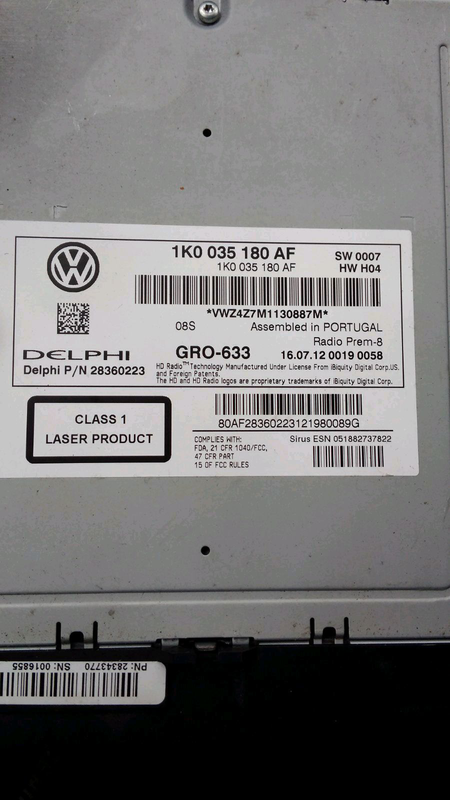 1K0 035 180 AF
SW 0007
1K0 035 180 AF
HW H04
*VWZ4Z7M1130887M*
08S
Assembled in PORTUGAL
Radio Prem-8
DELPHI
GRO-633
16.07.12 0019 0058
Delphi P/N 28360223
HD Radio™Technology Manufactured Under License From iBiquity Digital Corp.US.
and Foreign Patents.
The HD and HD Radio logos are proprietary trademarks of iBiquity Digital Corp.
CLASS 1
LASER PRODUCT
80AF28360223121980089G
COMPLIES WITH:
FDA, 21 CFR 1040/FCC,
47 CFR PART
15 OF FCC RULES
Sirus ESN 051882737822
PN: 28343770 SN: 0016855